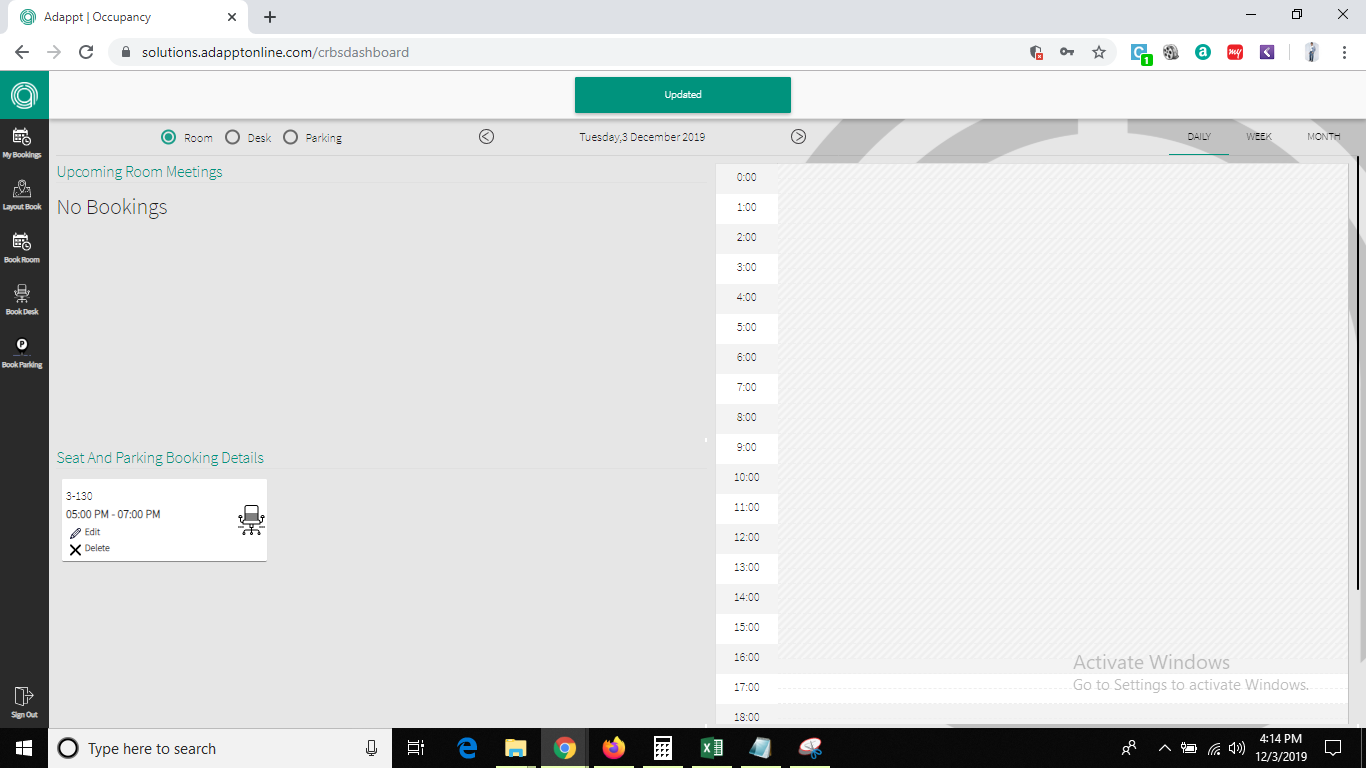 Adappt | Occupancy
solutions.adapptonline.com/crbsdashboard
1
my
Updated
My Bookings
Layout Book
Book Room
Book Desk
P
Book Parking
Sign Out
Room
Desk
Parking
Tuesday,3 December 2019
DAILY
WEEK
MONTH
Upcoming Room Meetings
No Bookings
Seat And Parking Booking Details
3-130
05:00 PM - 07:00 PM
Edit
Delete
0:00
1:00
2:00
3:00
4:00
5:00
6:00
7:00
8:00
9:00
10:00
11:00
12:00
13:00
14:00
15:00
16:00
17:00
18:00
Activate Windows
Go to Settings to activate Windows.
Type here to search
4:14 PM
12/3/2019